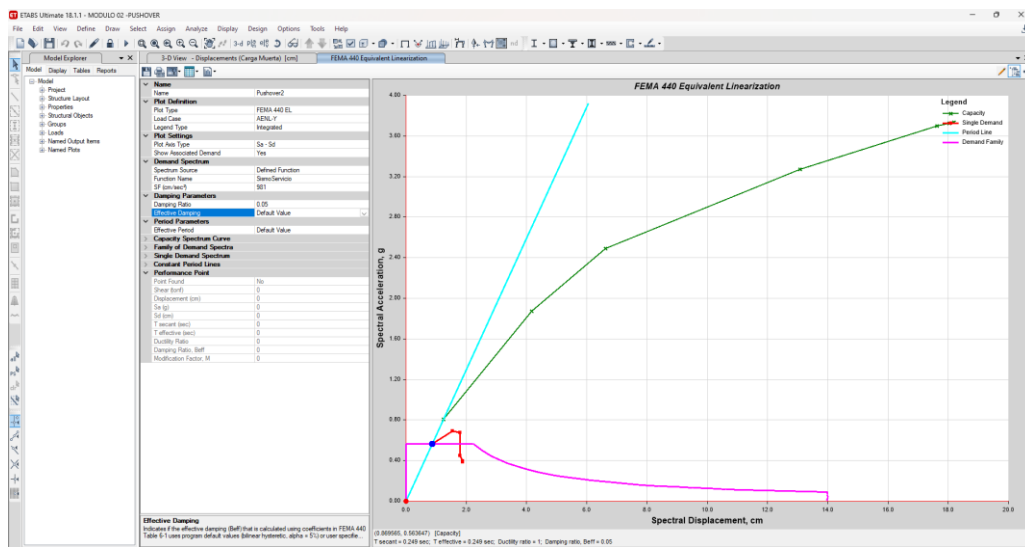 ETABS Ultimate 18.1.1 - MODULO 02 -PUSHOVER
File Edit View Define Draw Select Assign Analyze Display Design Options Tools Help
Model Explorer
3-D View - Displacements (Carga Muerta) [cm]
FEMA 440 Equivalent Linearization
Model Display Tables Reports
Model
Project
Structure Layout
Properties
Structural Objects
Groups
Loads
Named Output Items
Named Plots
Name
Name Pushover2
Plot Definition
Plot Type FEMA 440 EL
Load Case AENL-Y
Legend Type Integrated
Plot Settings
Plot Axis Type Sa - Sd
Show Associated Demand Yes
Demand Spectrum
Spectrum Source Defined Function
Function Name SismoServicio
SF (cm/sec²) 981
Damping Parameters
Damping Ratio 0.05
Effective Damping Default Value
Period Parameters
Effective Period Default Value
Capacity Spectrum Curve
Family of Demand Spectra
Single Demand Spectrum
Constant Period Lines
Performance Point
Point Found No
Shear (tonf) 0
Displacement (cm) 0
Sa (g) 0
Sd (cm) 0
T secant (sec) 0
T effective (sec) 0
Ductility Ratio 0
Damping Ratio, Beff 0
Modification Factor, M 0
Effective Damping
Indicates if the effective damping (Beff) that is calculated using coefficients in FEMA 440
Table 6-1 uses program default values (bilinear hysteretic, alpha = 5%) or user specifie...
FEMA 440 Equivalent Linearization
Legend
Capacity
Single Demand
Period Line
Demand Family
Spectral Acceleration, g
4.00
3.60
3.20
2.80
2.40
2.00
1.60
1.20
0.80
0.40
0.00
0.0 2.0 4.0 6.0 8.0 10.0 12.0 14.0 16.0 18.0 20.0
Spectral Displacement, cm
(0.869585, 0.563647) [Capacity]
T secant = 0.249 sec; T effective = 0.249 sec; Ductility ratio = 1; Damping ratio, Beff = 0.05